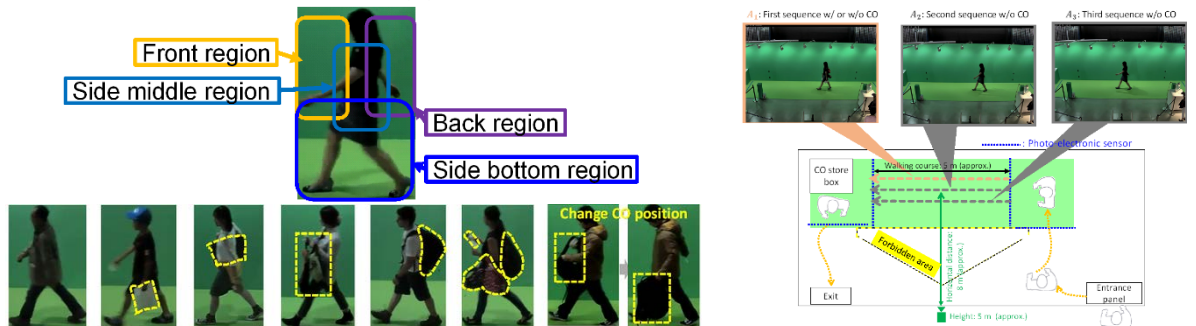 Front region
Side middle region
Back region
Side bottom region
Change CO position
A₁: First sequence w/ or w/o CO
A₂: Second sequence w/o CO
A₃: Third sequence w/o CO
: Photo-electronic sensor
Walking course: 5 m (approx.)
CO store
box
Forbidden area
Horizontal distance:
8 m (approx.)
Exit
Entrance
panel
Height: 5 m (approx.)